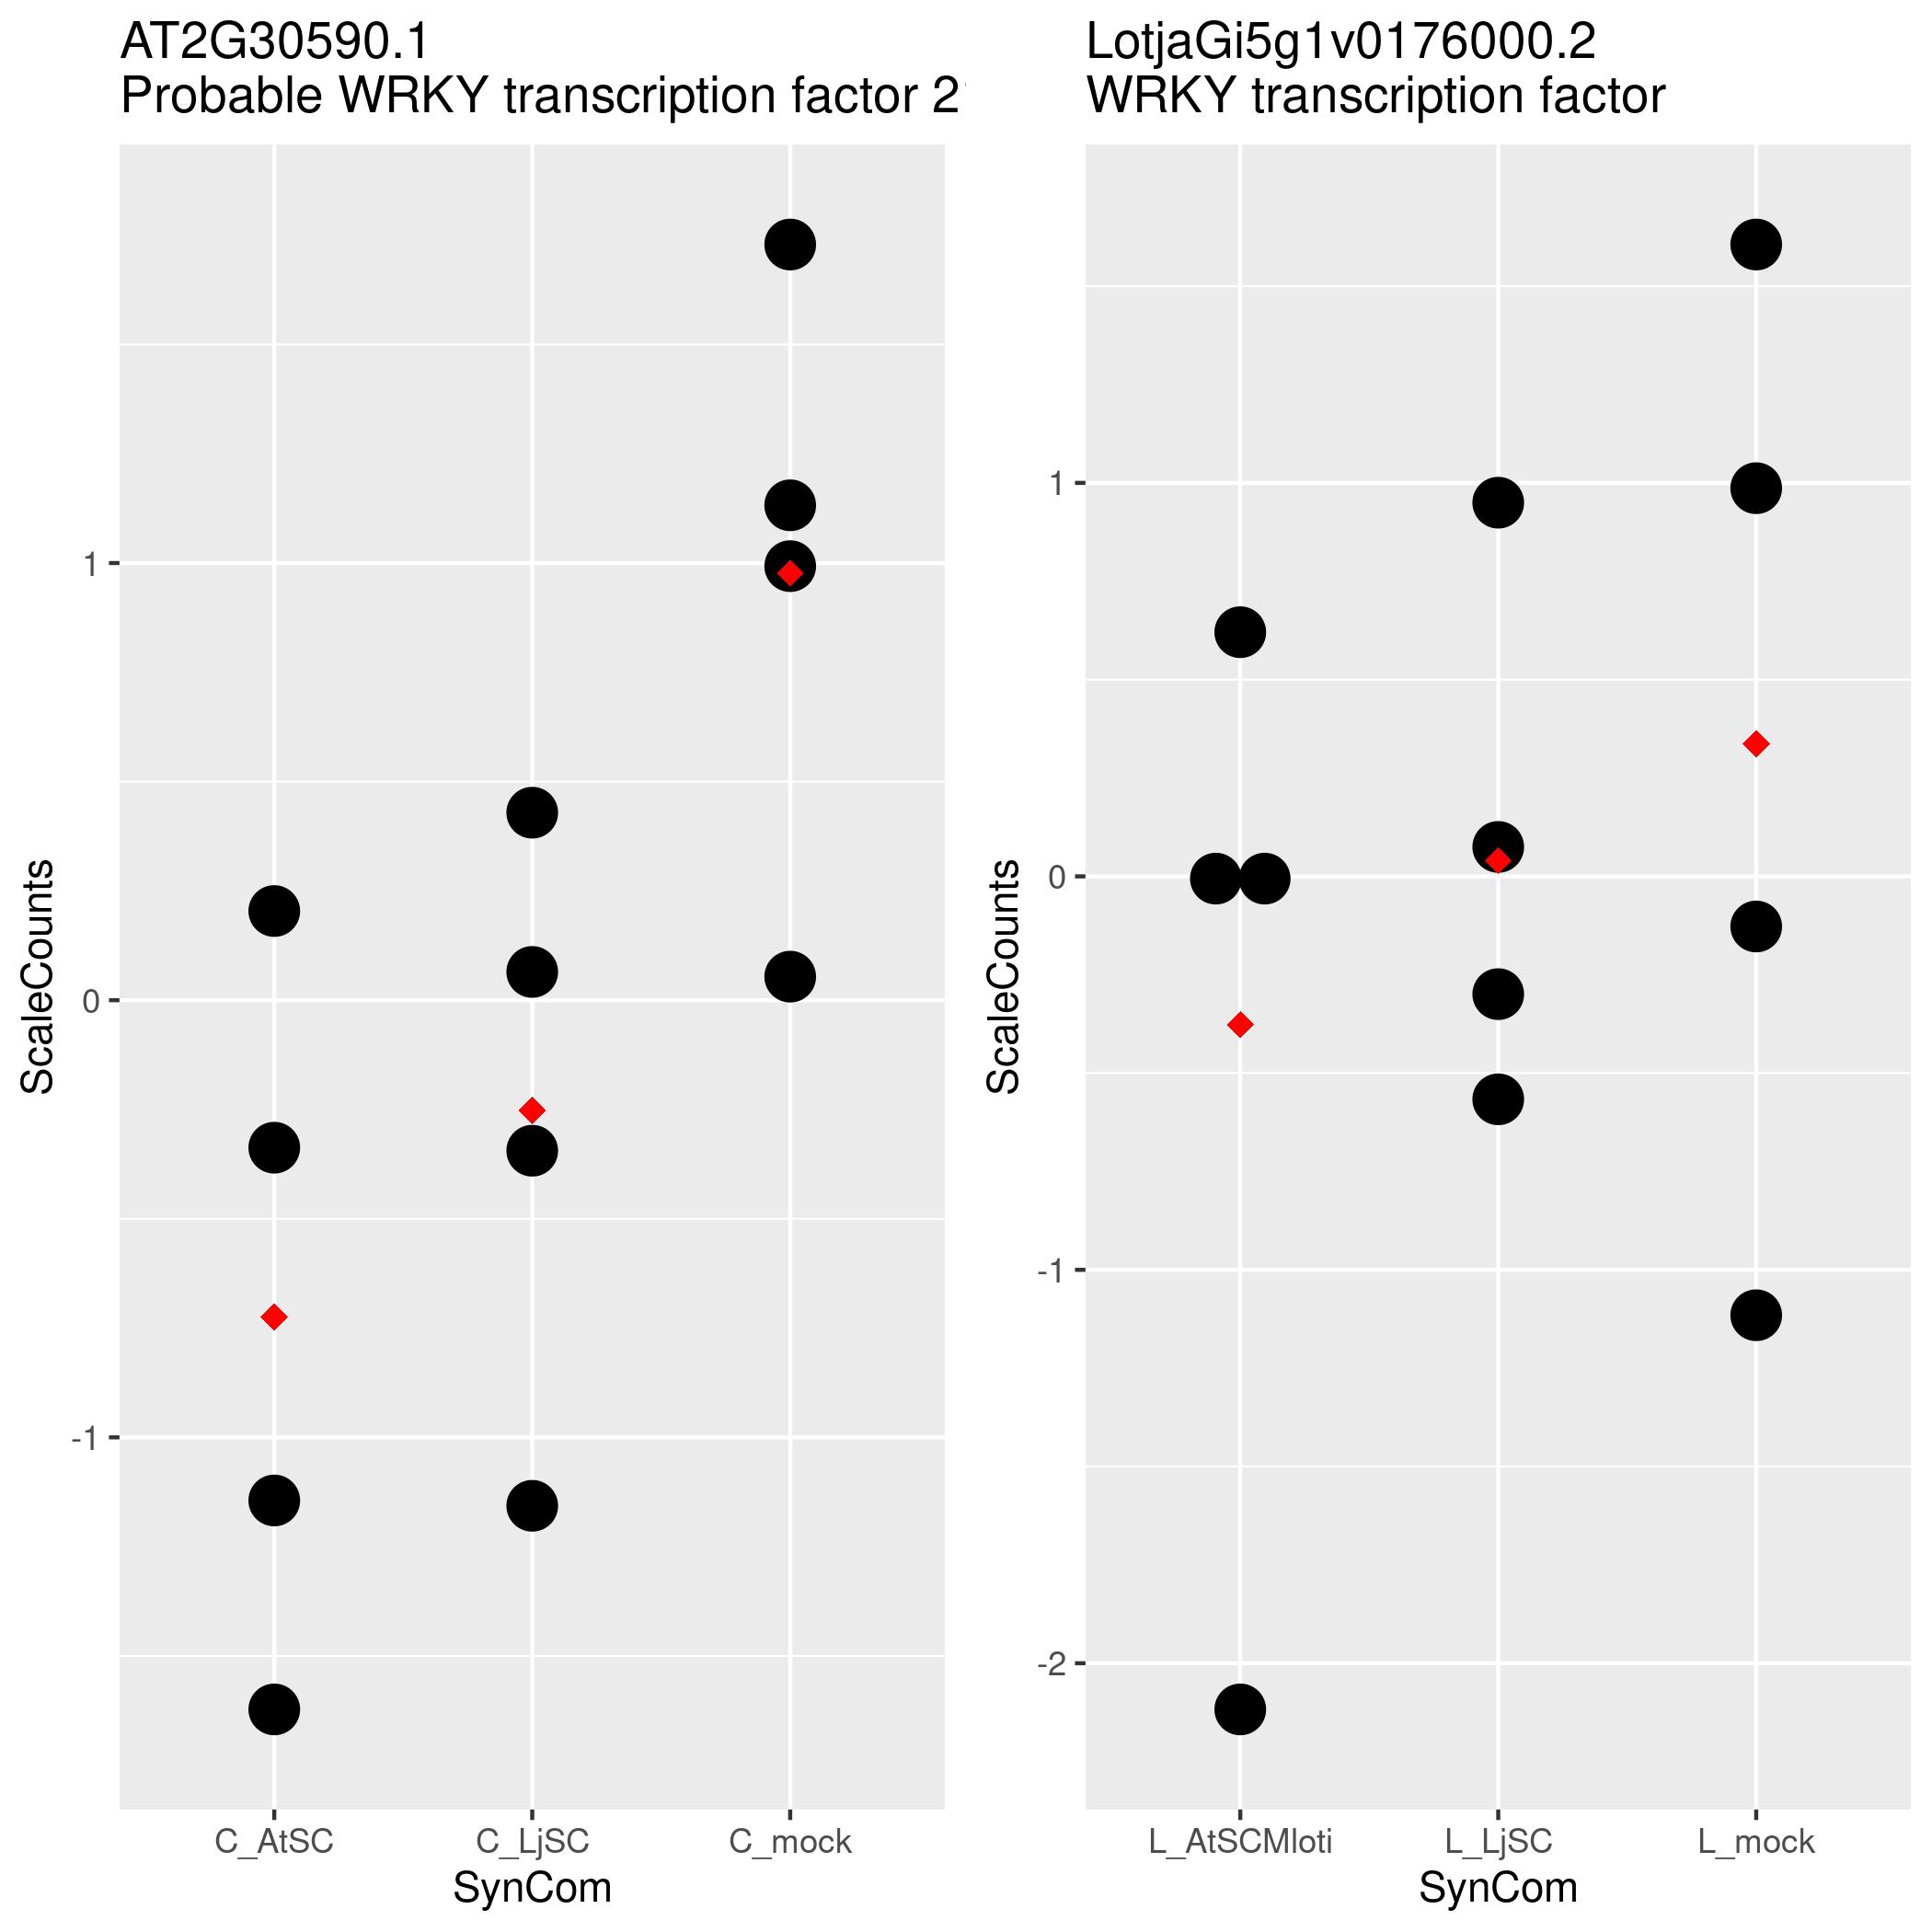 AT2G30590.1
Probable WRKY transcription factor
LotjaGi5g1v0176000.2
WRKY transcription factor
ScaleCounts
1
0
-1
C_AtSC
C_LjSC
C_mock
SynCom
ScaleCounts
1
0
-1
-2
L_AtSCMloti
L_LjSC
L_mock
SynCom